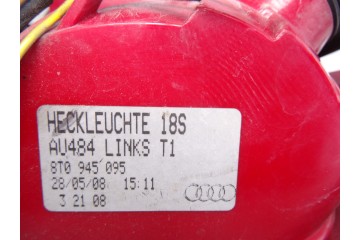 HECKLEUCHTE 18S
AU484 LINKS T1
8T0 945 095
28/05/08 15:11
3 21 08